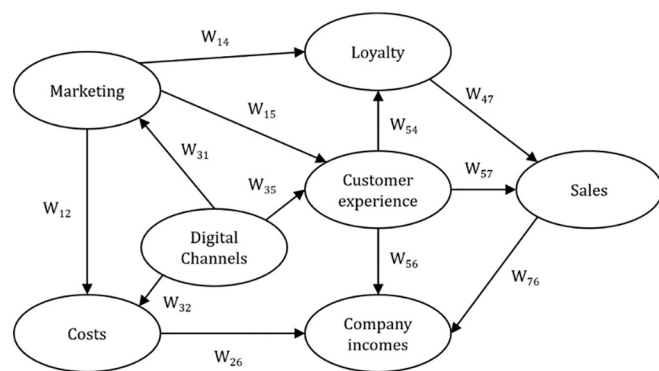 W14
Loyalty
Marketing
W47
W15
W54
W31
W35
Customer
experience
W57
Sales
W12
Digital
Channels
W56
W32
W76
Costs
W26
Company
incomes